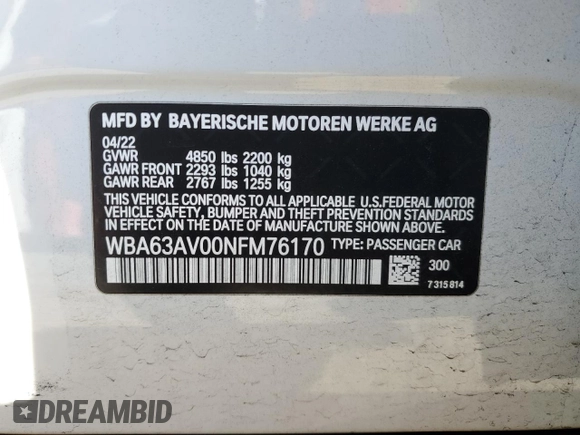 MFD BY BAYERISCHE MOTOREN WERKE AG
04/22
GVWR 4850 lbs 2200 kg
GAWR FRONT 2293 lbs 1040 kg
GAWR REAR 2767 lbs 1255 kg
THIS VEHICLE CONFORMS TO ALL APPLICABLE U.S.FEDERAL MOTOR
VEHICLE SAFETY, BUMPER AND THEFT PREVENTION STANDARDS
IN EFFECT ON THE DATE OF MANUFACTURE SHOWN ABOVE.
WBA63AV00NFM76170 TYPE: PASSENGER CAR
300
7 315 814
DREAMBID